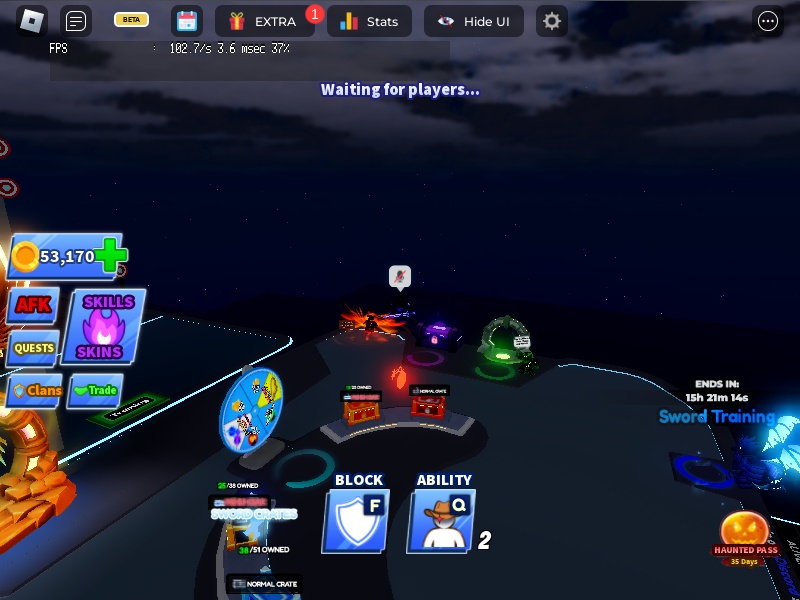 BETA
EXTRA
1
Stats
Hide UI
FPS : 102.7/s 3.6 msec 37%
Waiting for players...
53,170
AFK
SKILLS
SKINS
QUESTS
Clans
Trade
NORMAL CRATE
ENDS IN:
15h 21m 14s
Sword Training
BLOCK
F
ABILITY
Q
2
25/38 OWNED
SWORD CRATES
38/51 OWNED
NORMAL CRATE
HAUNTED PASS
35 Days